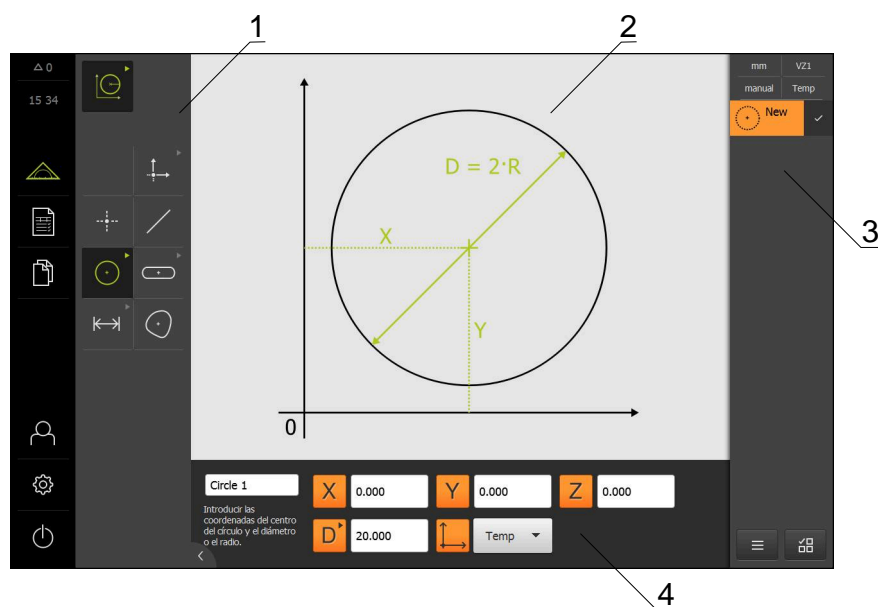 1
2
△ 0
15 34
mm
VZ1
manual
Temp
New
D = 2·R
X
Y
0
3
Circle 1
Introducir las
coordenadas del centro
del círculo y el diámetro
o el radio.
X
0.000
Y
0.000
Z
0.000
D
20.000
Temp
4